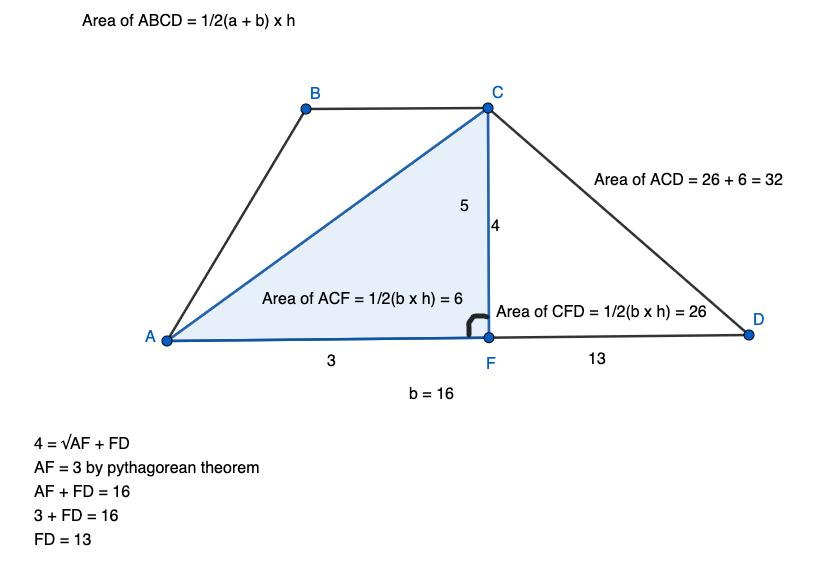 Area of ABCD = 1/2(a + b) x h
B
C
Area of ACD = 26 + 6 = 32
5
4
Area of ACF = 1/2(b x h) = 6
Area of CFD = 1/2(b x h) = 26
A
D
3
F
13
b = 16
4 = √AF + FD
AF = 3 by pythagorean theorem
AF + FD = 16
3 + FD = 16
FD = 13